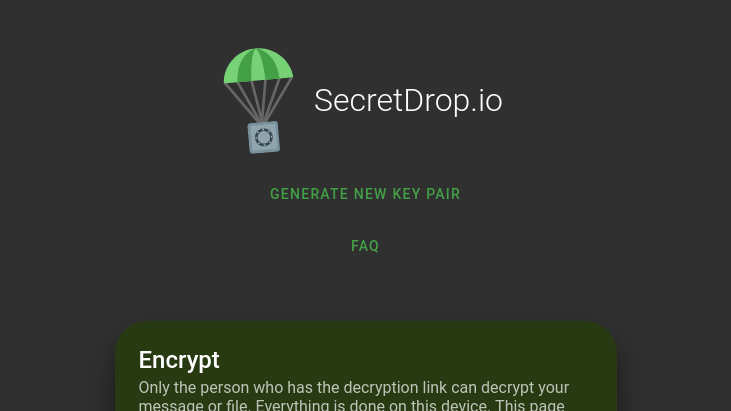 SecretDrop.io
GENERATE NEW KEY PAIR
FAQ
Encrypt
Only the person who has the decryption link can decrypt your
message or file. Everything is done on this device. This page